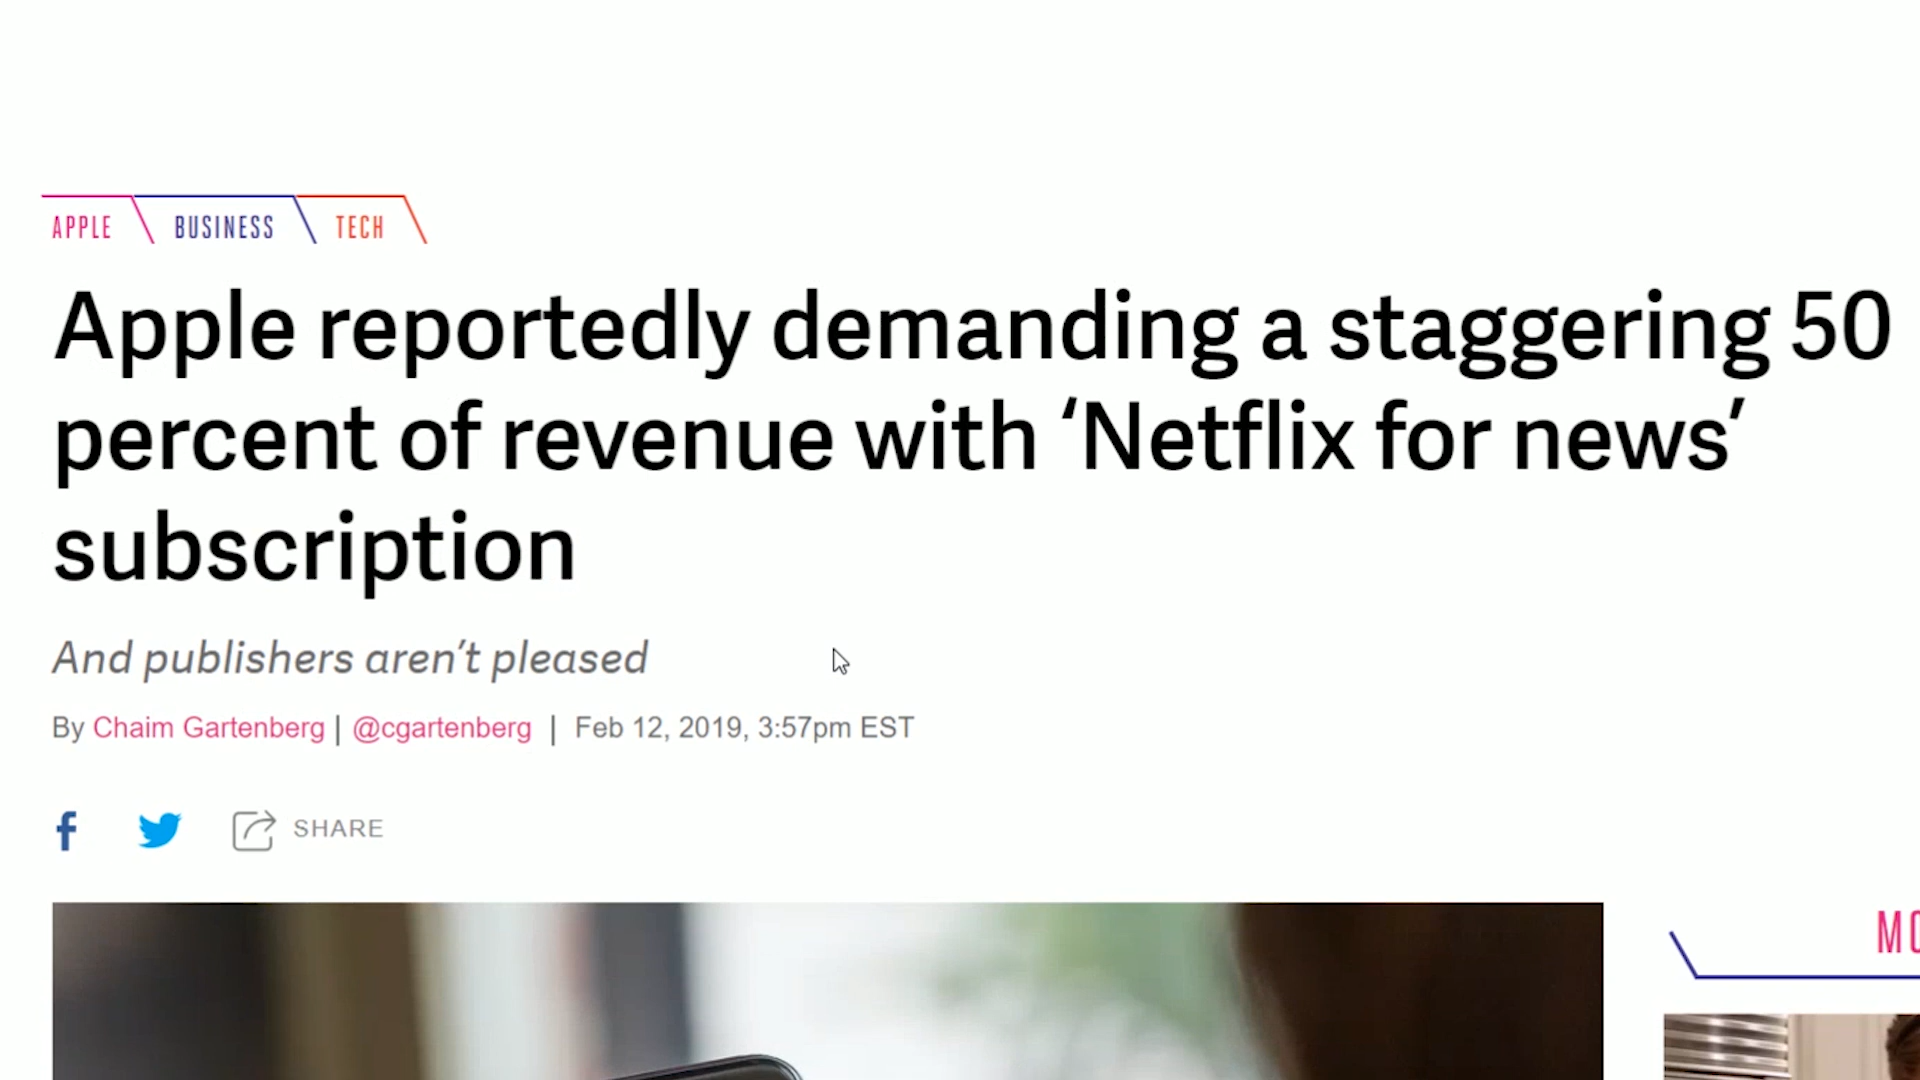 APPLE BUSINESS TECH
Apple reportedly demanding a staggering 50
percent of revenue with ‘Netflix for news’
subscription
And publishers aren’t pleased
By Chaim Gartenberg | @cgartenberg | Feb 12, 2019, 3:57pm EST
SHARE